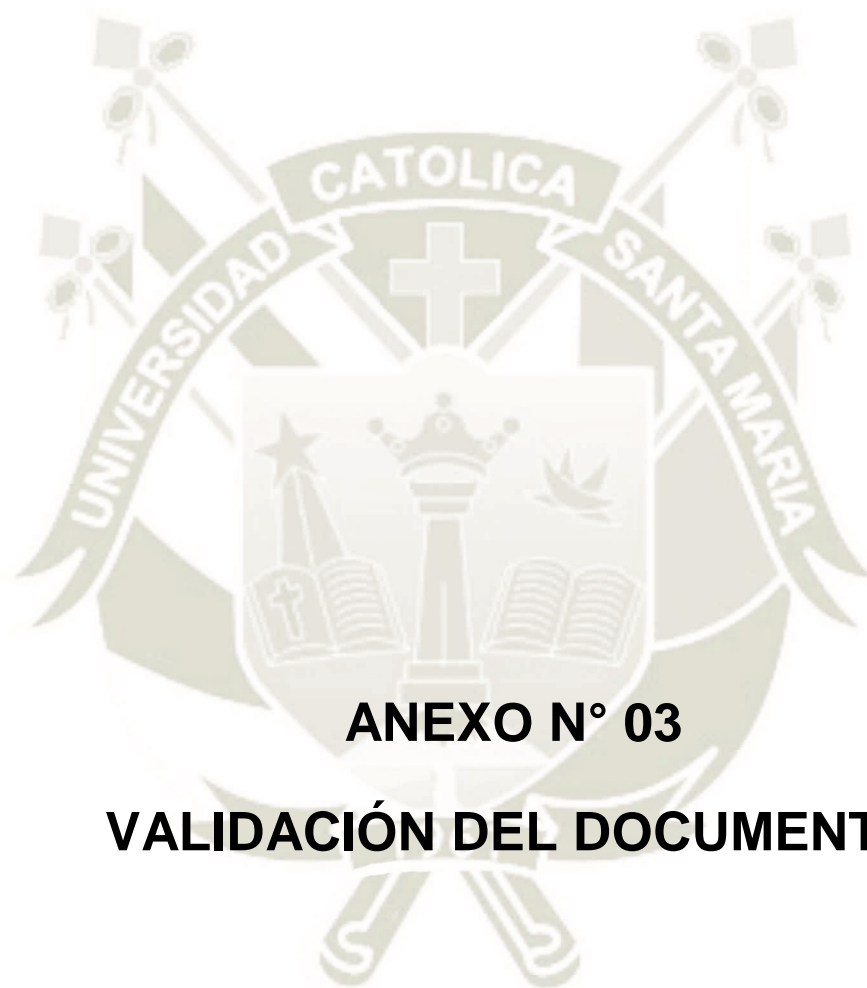 CATOLICA
UNIVERSIDAD
SANTA MARIA
ANEXO N° 03
VALIDACIÓN DEL DOCUMENT